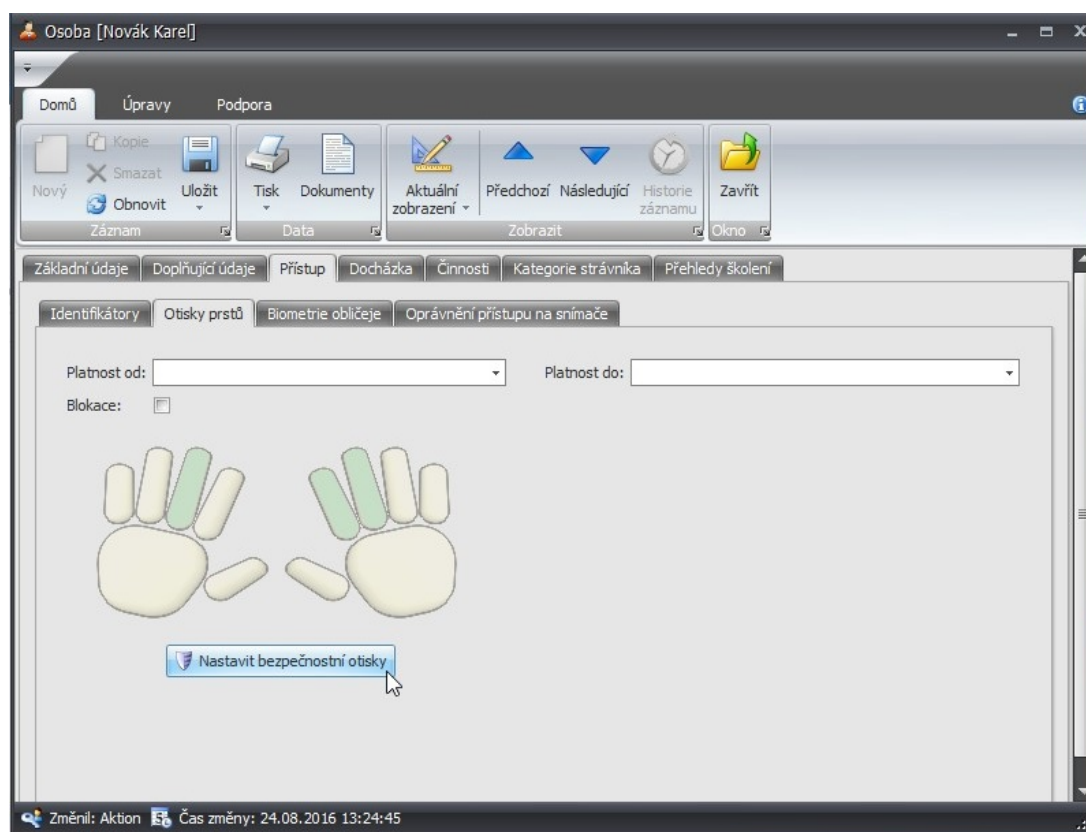 Osoba [Novák Karel]
Domů Úpravy Podpora
Nový
Kopie
Smazat
Obnovit
Uložit
Tisk
Dokumenty
Aktuální
zobrazení
Předchozí
Následující
Historie
záznamu
Zavřít
Záznam Data Zobrazit Okno
Základní údaje Doplňující údaje Přístup Docházka Činnosti Kategorie strávníka Přehledy školení
Identifikátory Otisky prstů Biometrie obličeje Oprávnění přístupu na snímače
Platnost od: Platnost do:
Blokace:
Nastavit bezpečnostní otisky
Změnil: Aktion Čas změny: 24.08.2016 13:24:45